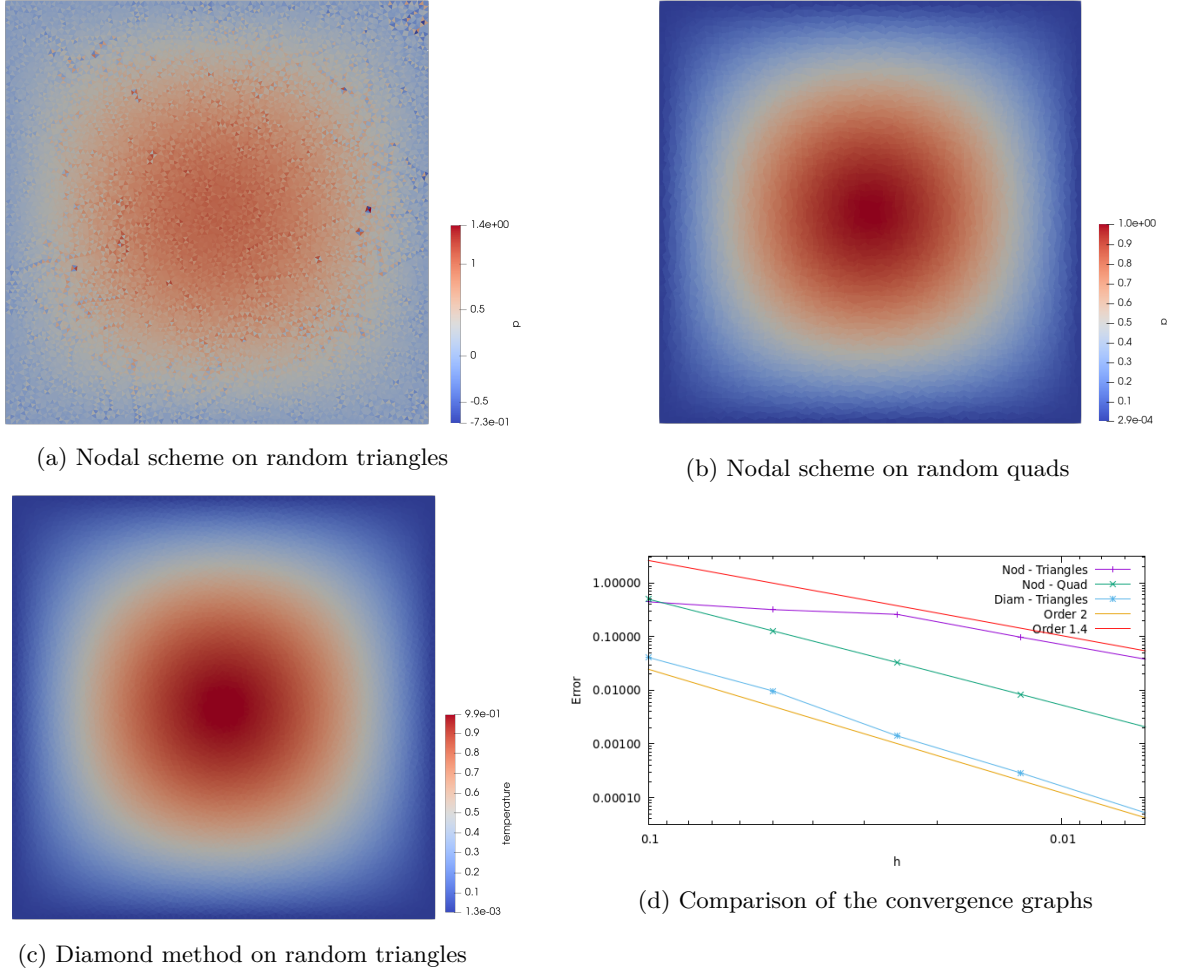 1.4e+00
1
0.5
0
-0.5
-7.3e-01
p
(a) Nodal scheme on random triangles
1.0e+00
0.9
0.8
0.7
0.6
0.5
0.4
0.3
0.2
0.1
2.9e-04
(b) Nodal scheme on random quads
9.9e-01
0.9
0.8
0.7
0.6
0.5
0.4
0.3
0.2
0.1
1.3e-03
temperature
(c) Diamond method on random triangles
1.00000
0.10000
0.01000
0.00100
0.00010
Error
0.1
0.01
h
Nod - Triangles
Nod - Quad
Diam - Triangles
Order 2
Order 1.4
(d) Comparison of the convergence graphs